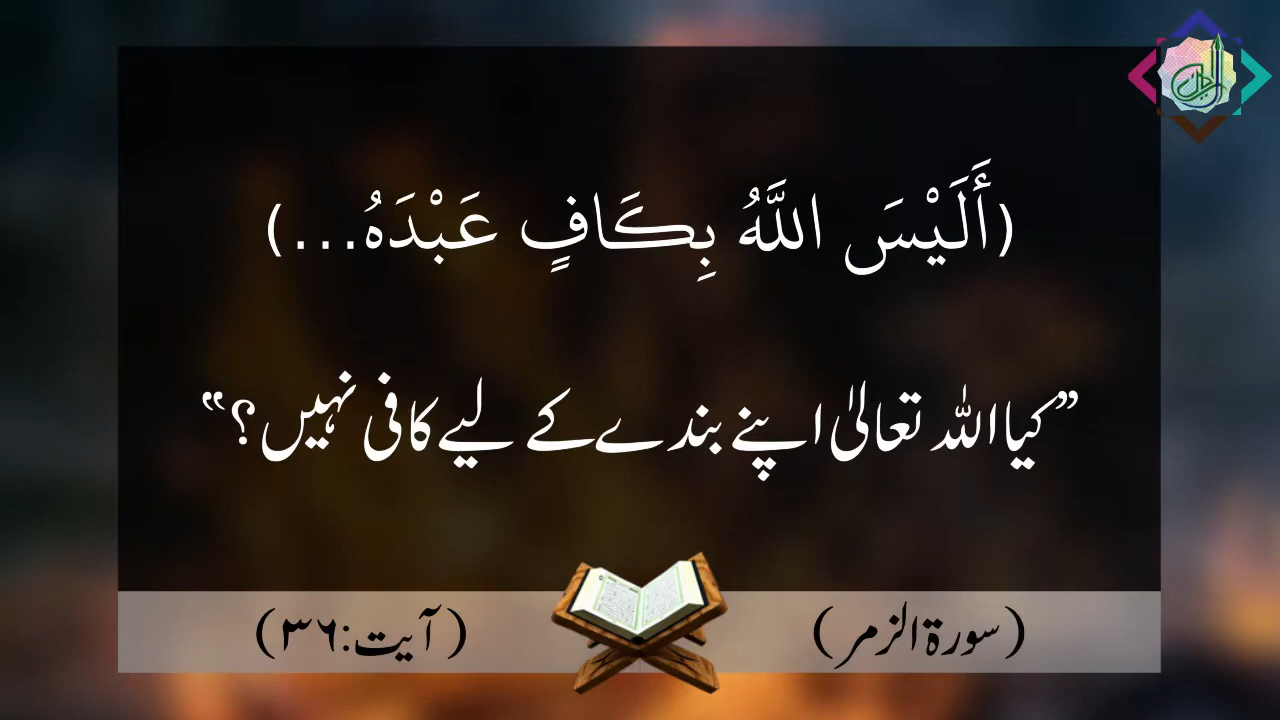 (أَلَيْسَ اللَّهُ بِكَافٍ عَبْدَهُ...)
”کیا اللہ تعالیٰ اپنے بندے کے لیے کافی نہیں؟“
(سورۃ الزمر)
(آیت:۳۶)